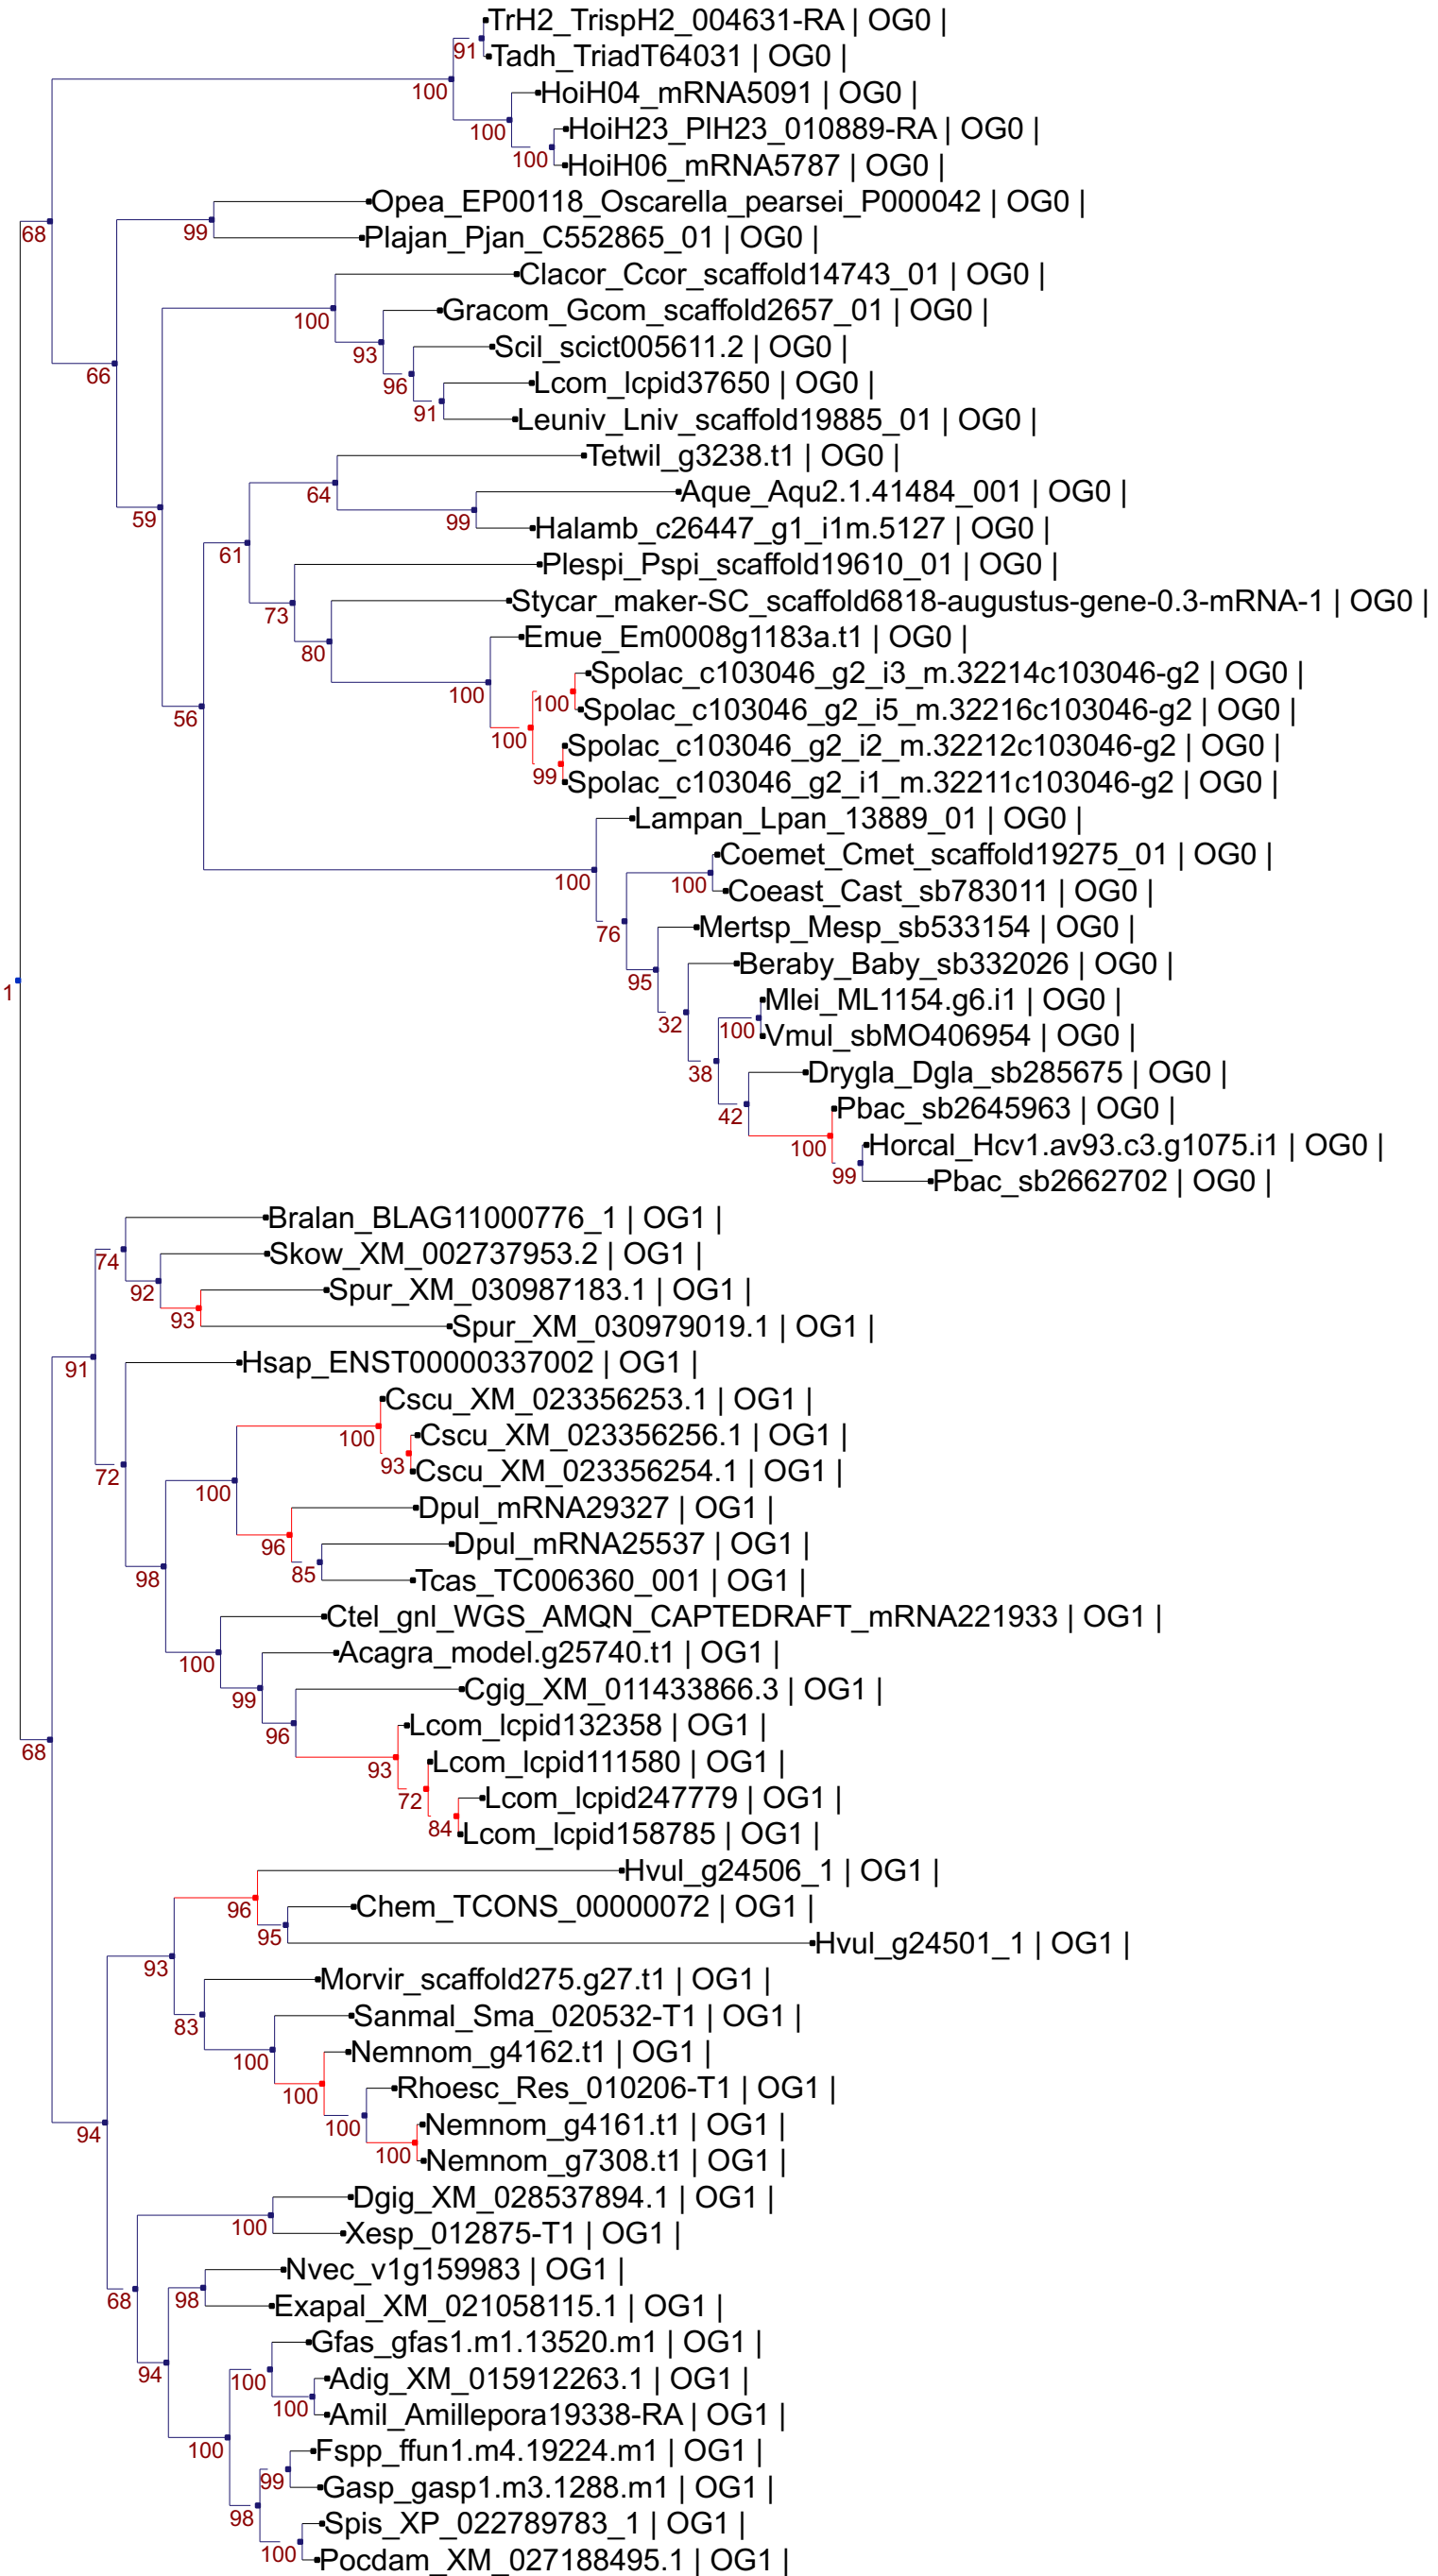 TrH2_TrispH2_004631-RA | OG0 |
91
Tadh_TriadT64031 | OG0 |
100
HoiH04_mRNA5091 | OG0 |
100
HoiH23_PlH23_010889-RA | OG0 |
100
HoiH06_mRNA5787 | OG0 |
Opea_EP00118_Oscarella_pearsei_P000042 | OG0 |
68
99
Plajan_Pjan_C552865_01 | OG0 |
Clacor_Ccor_scaffold14743_01 | OG0 |
100
Gracom_Gcom_scaffold2657_01 | OG0 |
93
Scil_scict005611.2 | OG0 |
66
96
Lcom_lcpid37650 | OG0 |
91
Leuniv_Lniv_scaffold19885_01 | OG0 |
Tetwil_g3238.t1 | OG0 |
64
Aque_Aqu2.1.41484_001 | OG0 |
59
99
Halamb_c26447_g1_i1m.5127 | OG0 |
61
Plespi_Pspi_scaffold19610_01 | OG0 |
73
Stycar_maker-SC_scaffold6818-augustus-gene-0.3-mRNA-1 | OG0 |
80
Emue_Em0008g1183a.t1 | OG0 |
100
Spolac_c103046_g2_i3_m.32214c103046-g2 | OG0 |
100
56
Spolac_c103046_g2_i5_m.32216c103046-g2 | OG0 |
100
Spolac_c103046_g2_i2_m.32212c103046-g2 | OG0 |
99
Spolac_c103046_g2_i1_m.32211c103046-g2 | OG0 |
Lampan_Lpan_13889_01 | OG0 |
100
Coemet_Cmet_scaffold19275_01 | OG0 |
100
Coeast_Cast_sb783011 | OG0 |
76
Mertsp_Mesp_sb533154 | OG0 |
95
Beraby_Baby_sb332026 | OG0 |
1
32
Mlei_ML1154.g6.i1 | OG0 |
100
Vmul_sbMO406954 | OG0 |
38
Drygla_Dgla_sb285675 | OG0 |
42
Pbac_sb2645963 | OG0 |
100
Horcal_Hcv1.av93.c3.g1075.i1 | OG0 |
99
Pbac_sb2662702 | OG0 |
Bralan_BLAG11000776_1 | OG1 |
74
Skow_XM_002737953.2 | OG1 |
92
Spur_XM_030987183.1 | OG1 |
93
Spur_XM_030979019.1 | OG1 |
91
Hsap_ENST00000337002 | OG1 |
Cscu_XM_023356253.1 | OG1 |
100
Cscu_XM_023356256.1 | OG1 |
93
72
Cscu_XM_023356254.1 | OG1 |
100
Dpul_mRNA29327 | OG1 |
96
Dpul_mRNA25537 | OG1 |
85
98
Tcas_TC006360_001 | OG1 |
Ctel_gnl_WGS_AMQN_CAPTEDRAFT_mRNA221933 | OG1 |
100
Acagra_model.g25740.t1 | OG1 |
99
Cgig_XM_011433866.3 | OG1 |
96
Lcom_lcpid132358 | OG1 |
68
93
Lcom_lcpid111580 | OG1 |
72
Lcom_lcpid247779 | OG1 |
84
Lcom_lcpid158785 | OG1 |
Hvul_g24506_1 | OG1 |
96
Chem_TCONS_00000072 | OG1 |
95
Hvul_g24501_1 | OG1 |
93
Morvir_scaffold275.g27.t1 | OG1 |
83
Sanmal_Sma_020532-T1 | OG1 |
100
Nemnom_g4162.t1 | OG1 |
100
Rhoesc_Res_010206-T1 | OG1 |
100
94
Nemnom_g4161.t1 | OG1 |
100
Nemnom_g7308.t1 | OG1 |
Dgig_XM_028537894.1 | OG1 |
100
Xesp_012875-T1 | OG1 |
Nvec_v1g159983 | OG1 |
68
98
Exapal_XM_021058115.1 | OG1 |
Gfas_gfas1.m1.13520.m1 | OG1 |
94
100
Adig_XM_015912263.1 | OG1 |
100
Amil_Amillepora19338-RA | OG1 |
100
Fspp_ffun1.m4.19224.m1 | OG1 |
99
Gasp_gasp1.m3.1288.m1 | OG1 |
98
Spis_XP_022789783_1 | OG1 |
100
Pocdam_XM_027188495.1 | OG1 |